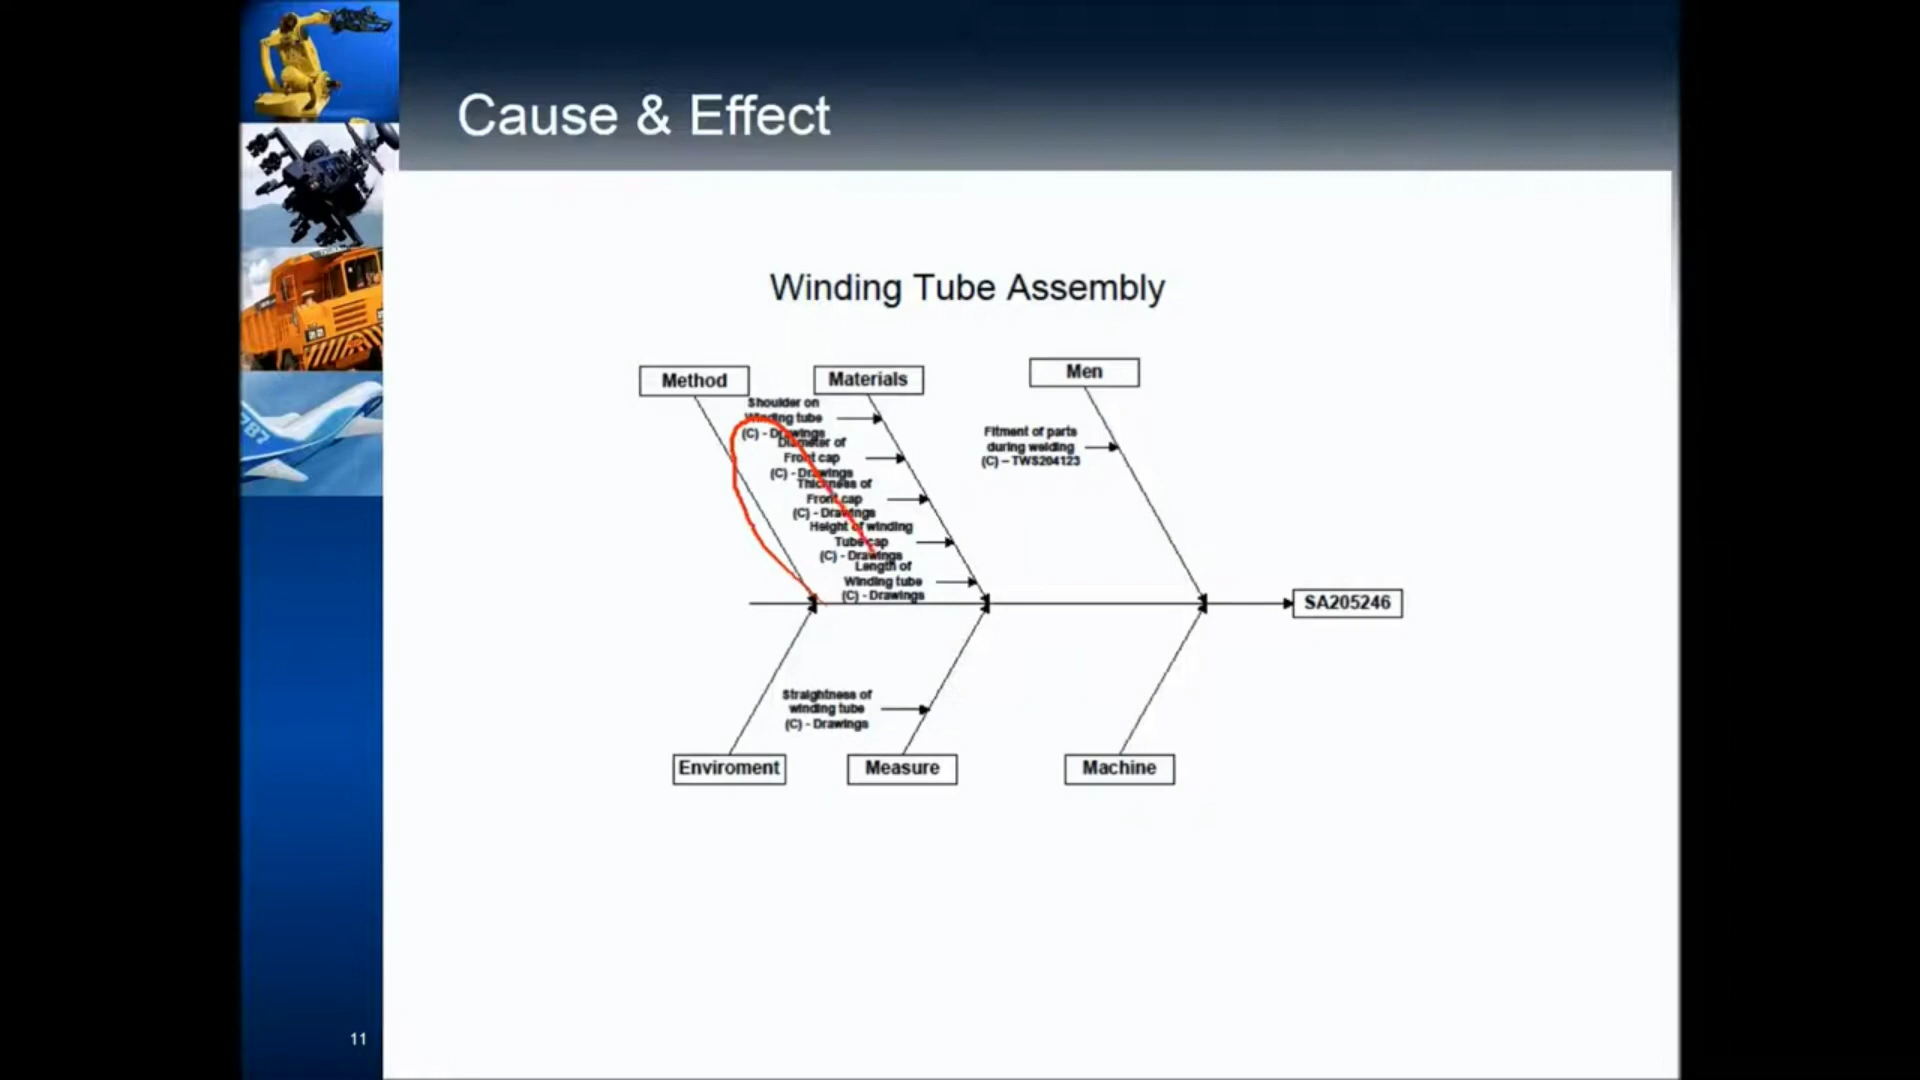 Cause & Effect
Winding Tube Assembly
Method
Materials
Men
Shoulder on
Winding tube
(C) - Drawings
Diameter of
Front cap
(C) - Drawings
Thickness of
Front cap
(C) - Drawings
Height of winding
Tube cap
(C) - Drawings
Length of
Winding tube
(C) - Drawings
Fitment of parts
during welding
(C) – TWS204123
SA205246
Straightness of
winding tube
(C) - Drawings
Enviroment
Measure
Machine
787
11